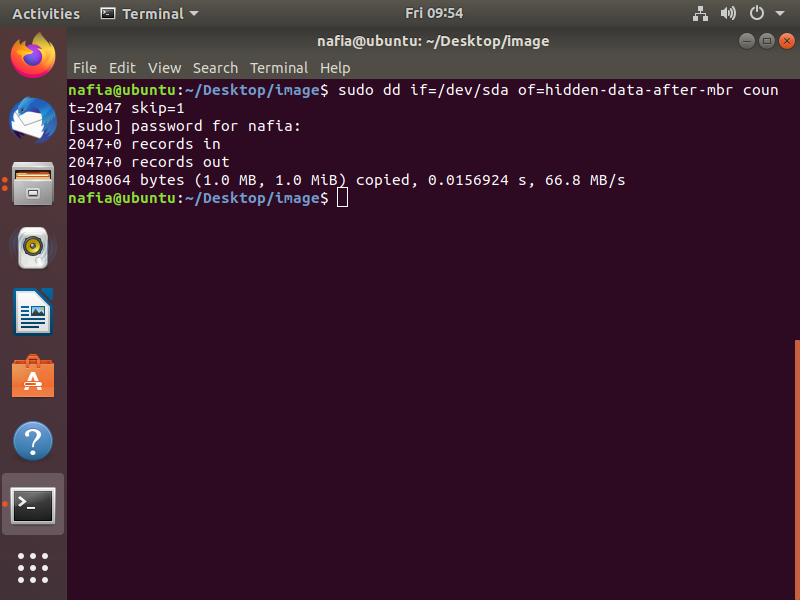 Activities
Terminal
Fri 09:54
nafia@ubuntu: ~/Desktop/image
File Edit View Search Terminal Help
nafia@ubuntu:~/Desktop/image$ sudo dd if=/dev/sda of=hidden-data-after-mbr coun
t=2047 skip=1
[sudo] password for nafia:
2047+0 records in
2047+0 records out
1048064 bytes (1.0 MB, 1.0 MiB) copied, 0.0156924 s, 66.8 MB/s
nafia@ubuntu:~/Desktop/image$